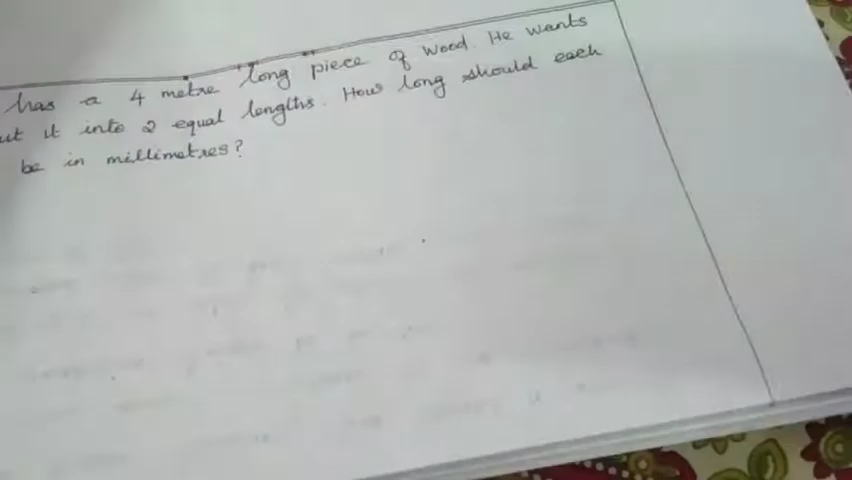 has a 4 metre long piece of wood. He wants
ut it into 2 equal lengths. How long should each
be in millimetres?